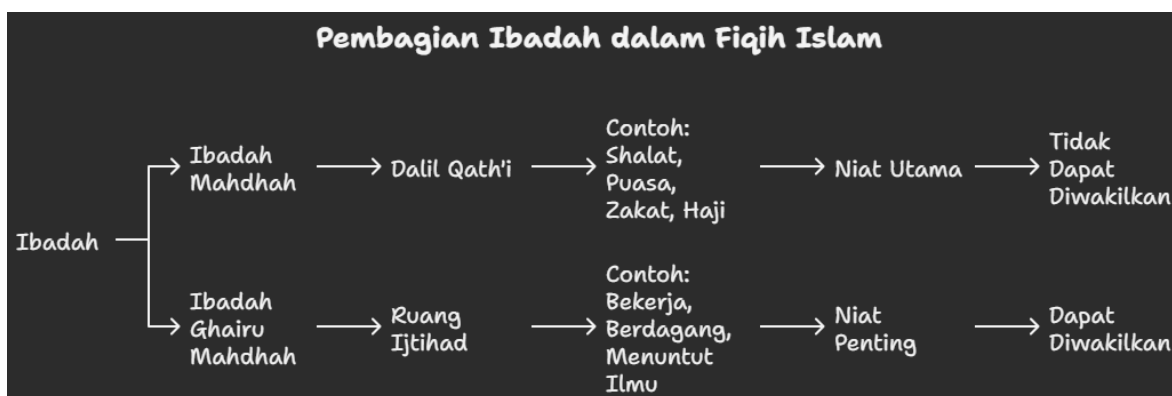 Pembagian Ibadah dalam Fiqih Islam
Ibadah
Ibadah
Mahdhah
Dalil Qath'i
Contoh:
Shalat,
Puasa,
Zakat, Haji
Niat Utama
Tidak
Dapat
Diwakilkan
Ibadah
Ghairu
Mahdhah
Ruang
Ijtihad
Contoh:
Bekerja,
Berdagang,
Menuntut
Ilmu
Niat
Penting
Dapat
Diwakilkan